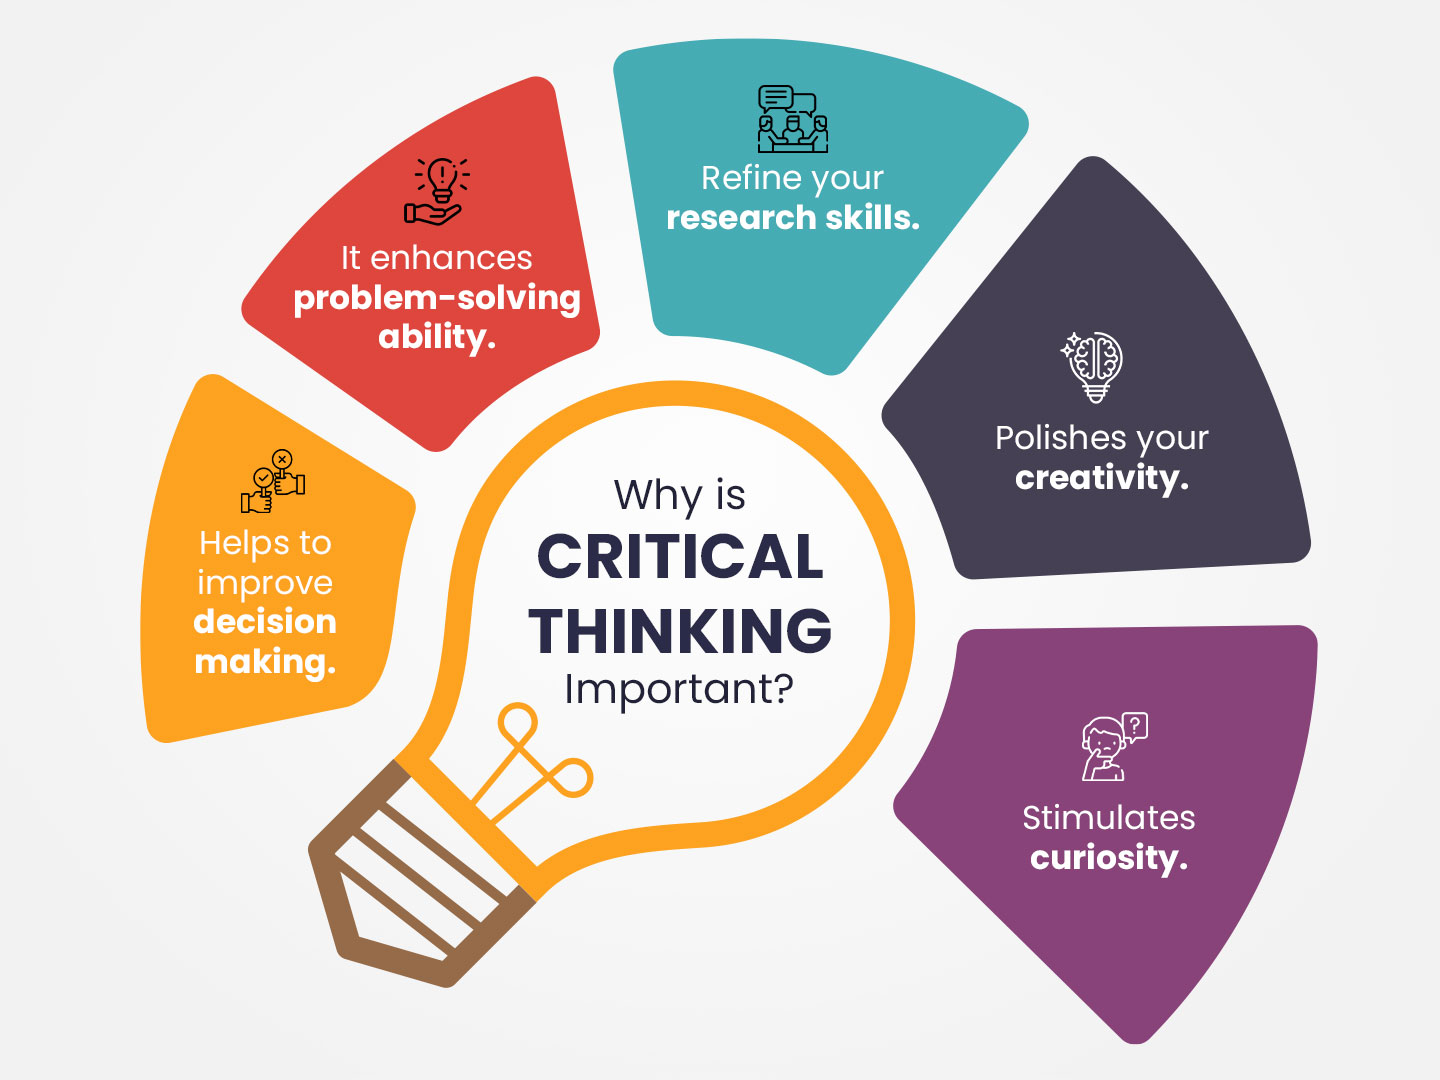 Why is
CRITICAL
THINKING
Important?
Helps to
improve
decision
making.
It enhances
problem-solving
ability.
Refine your
research skills.
Polishes your
creativity.
Stimulates
curiosity.